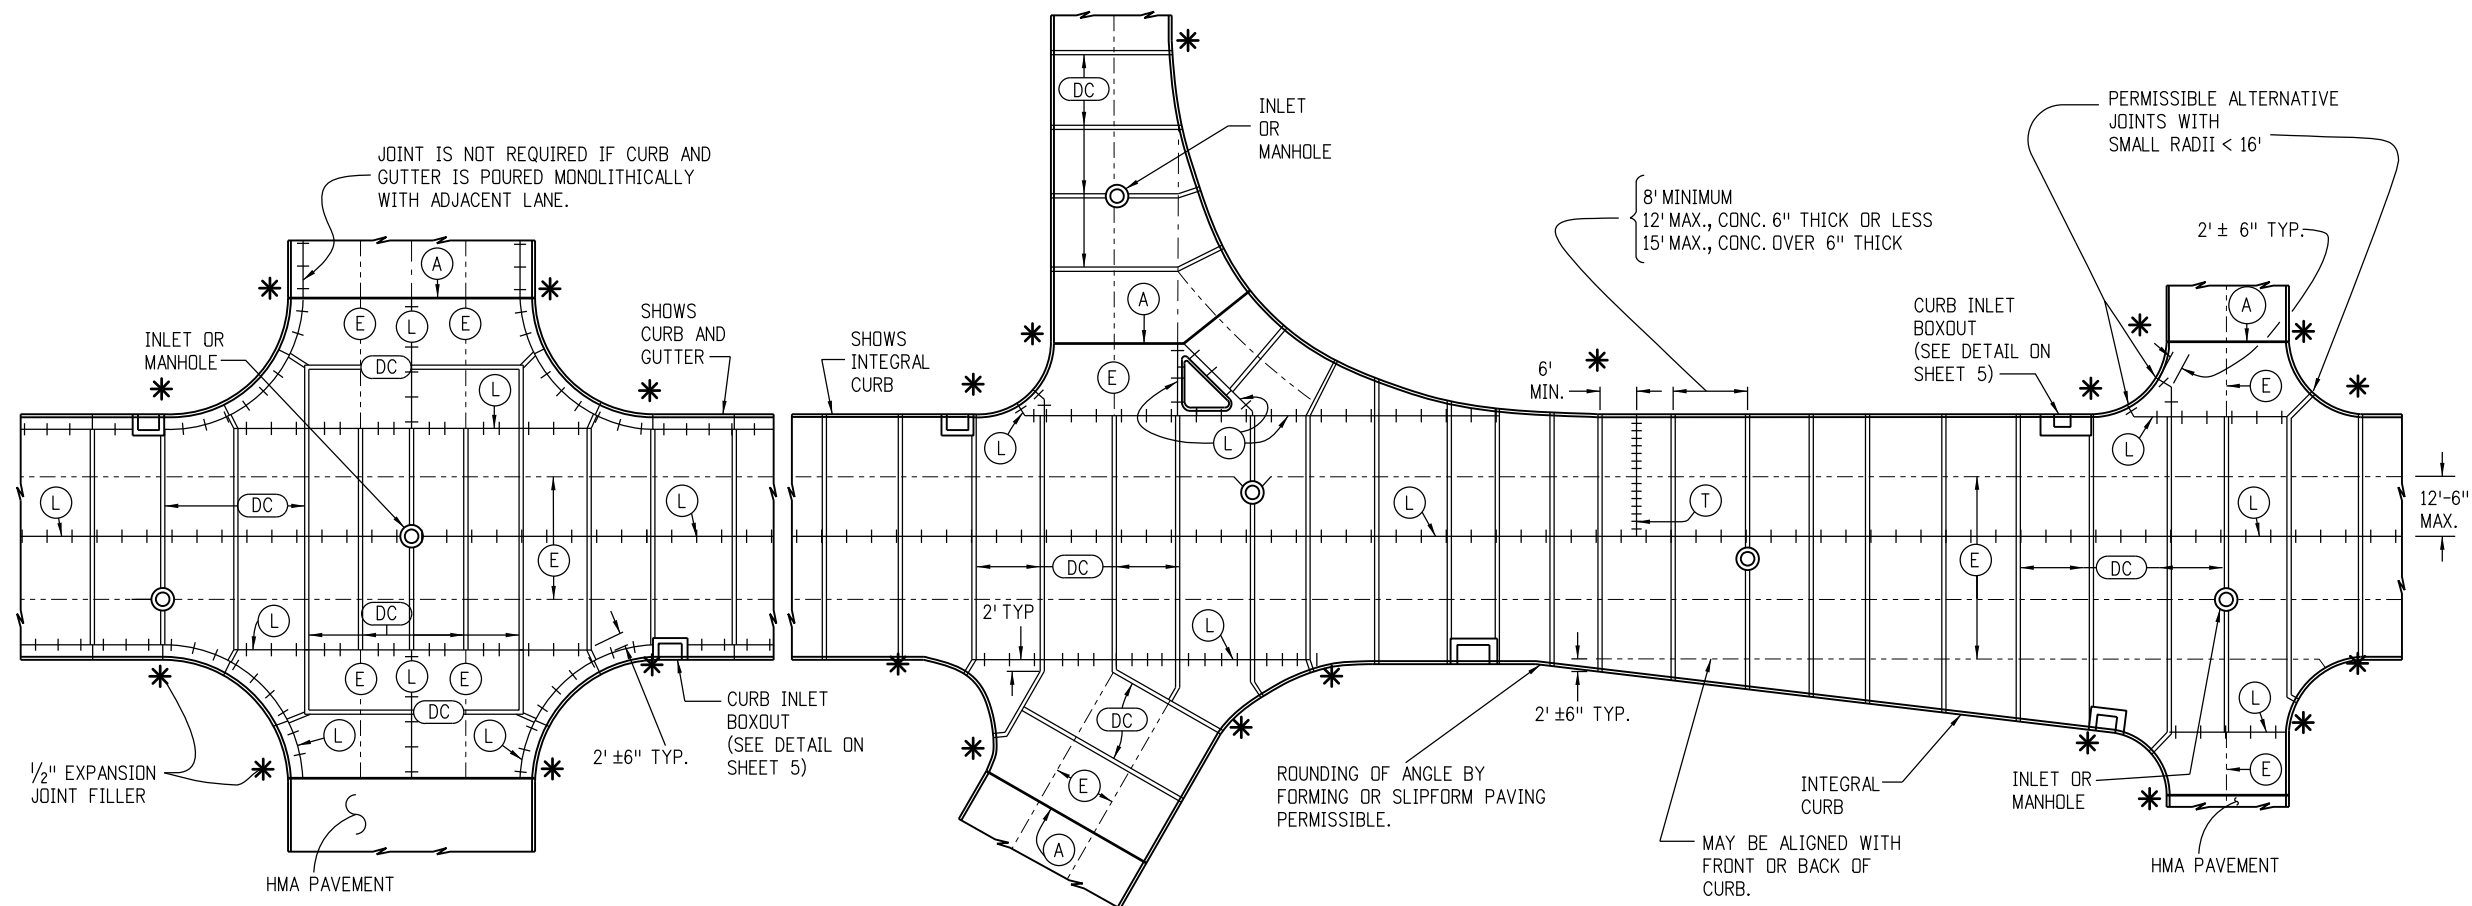 JOINT IS NOT REQUIRED IF CURB AND
GUTTER IS POURED MONOLITHICALLY
WITH ADJACENT LANE.
A
INLET OR
MANHOLE
E
L
E
DC
SHOWS
CURB AND
GUTTER
L
L
DC
L
E
DC
L
E
L
E
DC
L
L
1/2" EXPANSION
JOINT FILLER
HMA PAVEMENT
2' ±6" TYP.
CURB INLET
BOXOUT
(SEE DETAIL ON
SHEET 5)
DC
INLET
OR
MANHOLE
SHOWS
INTEGRAL
CURB
A
E
L
L
L
DC
2' TYP
L
DC
E
A
8' MINIMUM
12' MAX., CONC. 6" THICK OR LESS
15' MAX., CONC. OVER 6" THICK
6'
MIN.
T
E
2' ±6" TYP.
ROUNDING OF ANGLE BY
FORMING OR SLIPFORM PAVING
PERMISSIBLE.
MAY BE ALIGNED WITH
FRONT OR BACK OF
CURB.
INTEGRAL
CURB
PERMISSIBLE ALTERNATIVE
JOINTS WITH
SMALL RADII < 16'
2' ± 6" TYP.
CURB INLET
BOXOUT
(SEE DETAIL ON
SHEET 5)
A
E
L
L
12'-6"
MAX.
DC
L
E
INLET OR
MANHOLE
HMA PAVEMENT